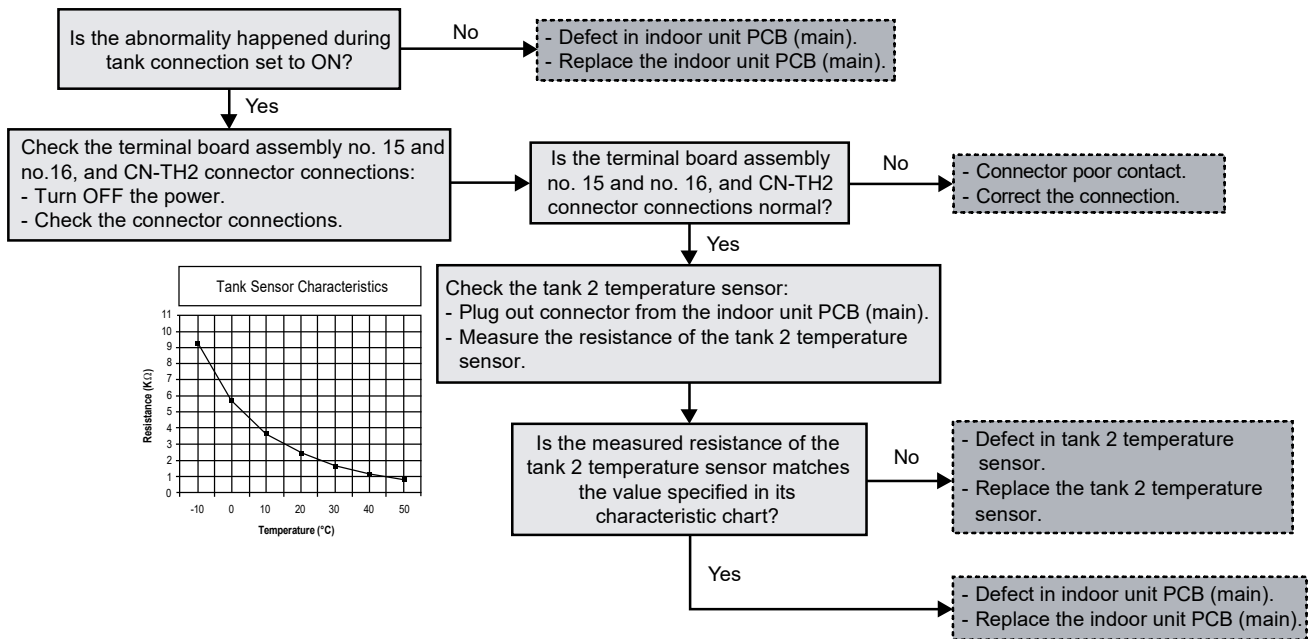 Is the abnormality happened during
tank connection set to ON?
No
- Defect in indoor unit PCB (main).
- Replace the indoor unit PCB (main).
Yes
Check the terminal board assembly no. 15 and
no.16, and CN-TH2 connector connections:
- Turn OFF the power.
- Check the connector connections.
Is the terminal board assembly
no. 15 and no. 16, and CN-TH2
connector connections normal?
No
- Connector poor contact.
- Correct the connection.
Yes
Check the tank 2 temperature sensor:
- Plug out connector from the indoor unit PCB (main).
- Measure the resistance of the tank 2 temperature
sensor.
Tank Sensor Characteristics
Resistance (KΩ)
11
10
9
8
7
6
5
4
3
2
1
0
-10 0 10 20 30 40 50
Temperature (°C)
Is the measured resistance of the
tank 2 temperature sensor matches
the value specified in its
characteristic chart?
No
- Defect in tank 2 temperature
sensor.
- Replace the tank 2 temperature
sensor.
Yes
- Defect in indoor unit PCB (main).
- Replace the indoor unit PCB (main).